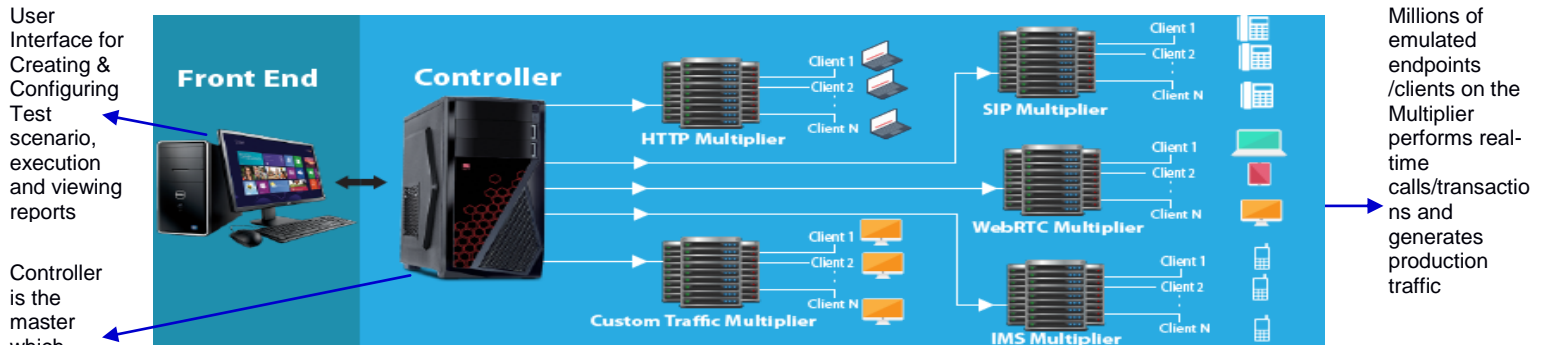 User
Interface for
Creating &
Configuring
Test
scenario,
execution
and viewing
reports
Controller
is the
master
which
Front End
Controller
HTTP Multiplier
Client 1
Client 2
Client N
Custom Traffic Multiplier
Client 1
Client 2
Client N
SIP Multiplier
Client 1
Client 2
Client N
WebRTC Multiplier
Client 1
Client 2
Client N
IMS Multiplier
Client 1
Client 2
Client N
Millions of
emulated
endpoints
/clients on the
Multiplier
performs real-
time
calls/transactio
ns and
generates
production
traffic